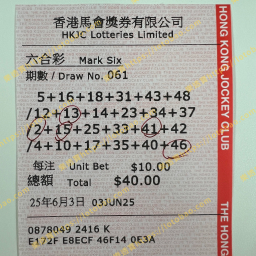 香港馬會獎券有限公司
HKJC Lotteries Limited
六合彩 Mark Six
期數 / Draw No. 061
5+16+18+31+43+48
/12+13+14+23+34+37
/2+15+25+33+41+42
/4+10+17+35+40+46
每注 Unit Bet $10.00
總額 Total $40.00
25年6月3日 03JUN25
0878049 2416 K
E172F E8ECF 46F14 0E3A
HONG KONG JOCKEY CLUB
THE HONG